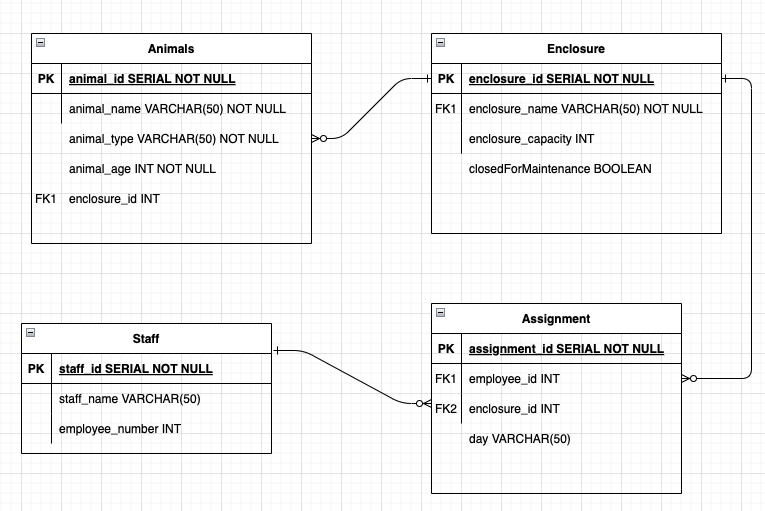 Animals
PK animal_id SERIAL NOT NULL
animal_name VARCHAR(50) NOT NULL
animal_type VARCHAR(50) NOT NULL
animal_age INT NOT NULL
FK1 enclosure_id INT
Enclosure
PK enclosure_id SERIAL NOT NULL
FK1 enclosure_name VARCHAR(50) NOT NULL
enclosure_capacity INT
closedForMaintenance BOOLEAN
Staff
PK staff_id SERIAL NOT NULL
staff_name VARCHAR(50)
employee_number INT
Assignment
PK assignment_id SERIAL NOT NULL
FK1 employee_id INT
FK2 enclosure_id INT
day VARCHAR(50)